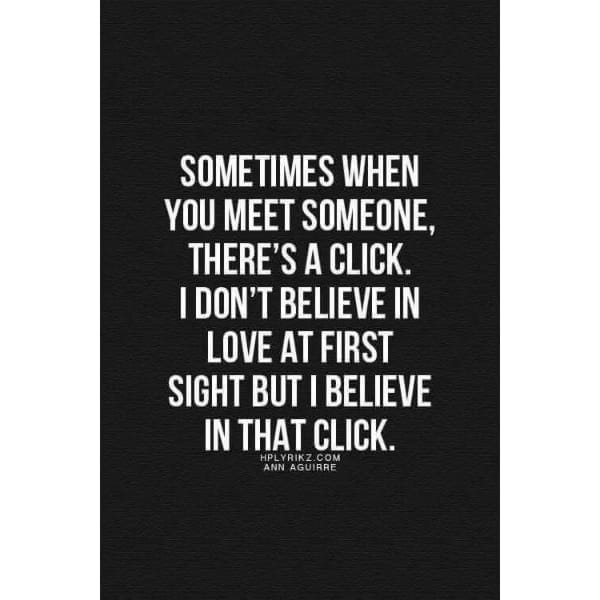 SOMETIMES WHEN
YOU MEET SOMEONE,
THERE'S A CLICK.
I DON'T BELIEVE IN
LOVE AT FIRST
SIGHT BUT I BELIEVE
IN THAT CLICK.
HPLYRIKZ.COM
ANN AGUIRRE